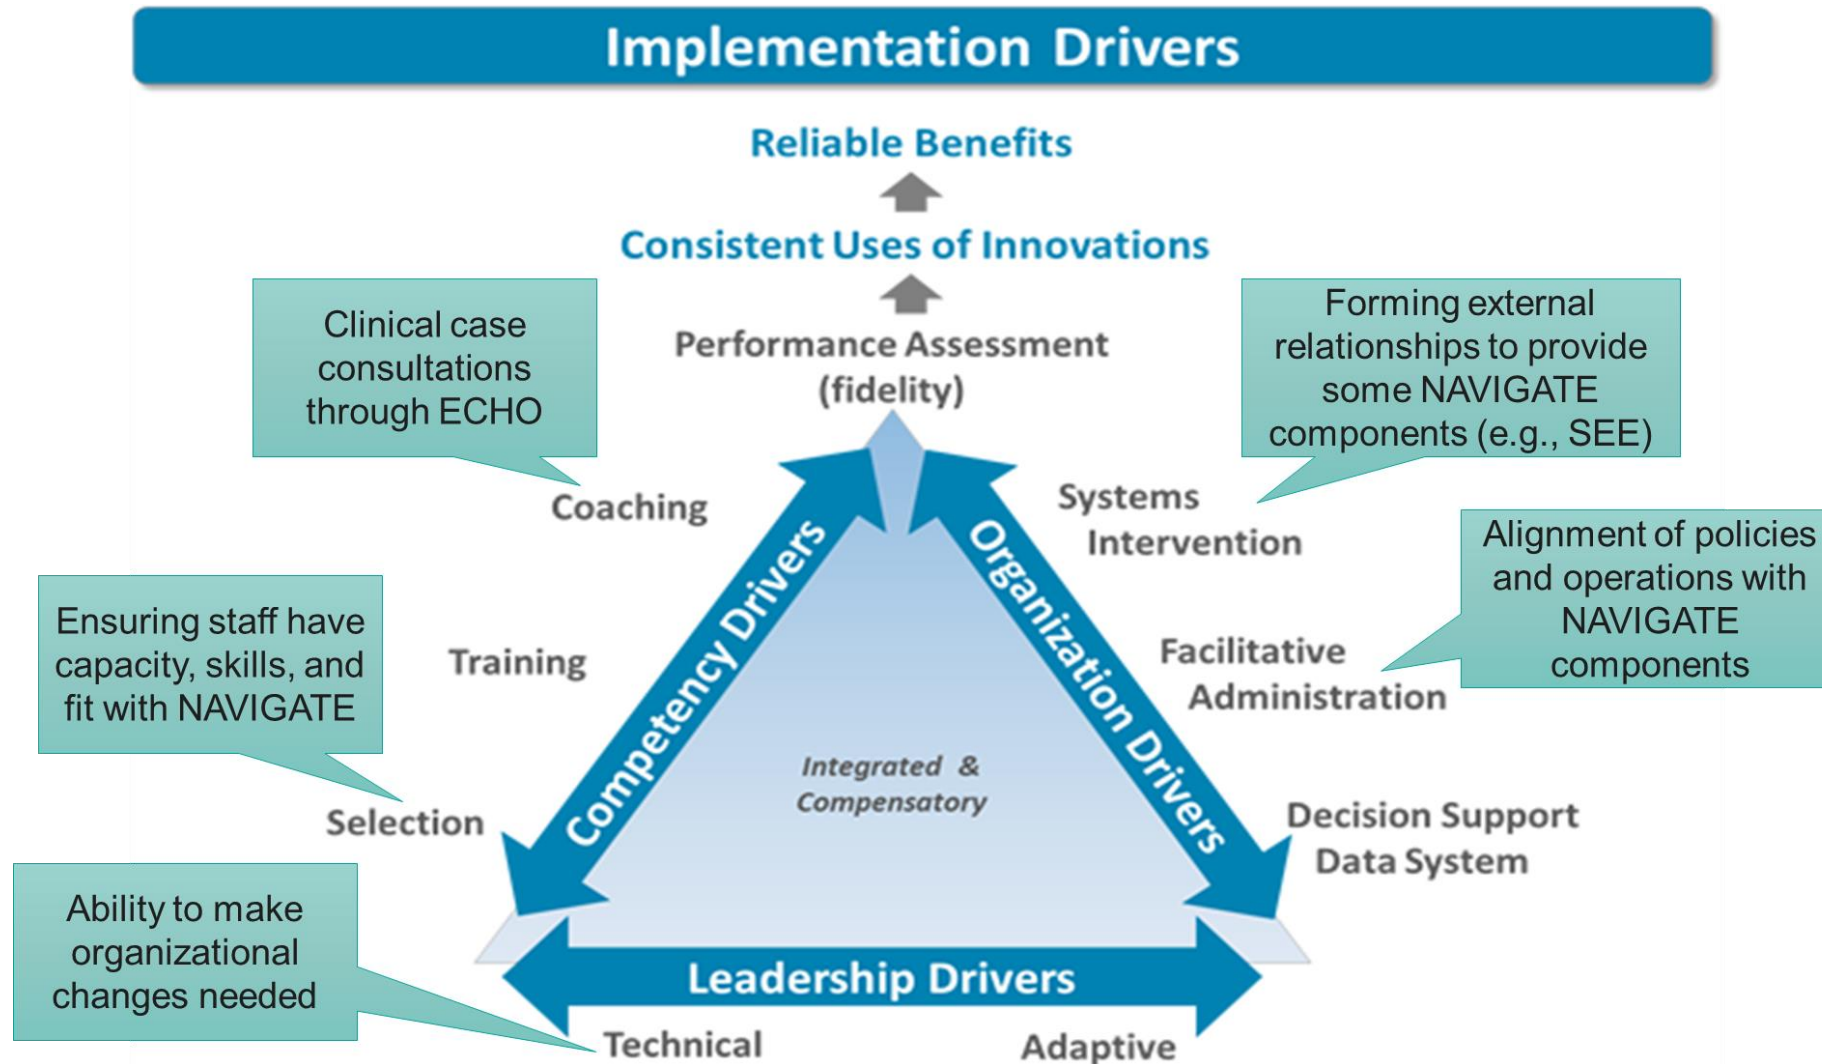 Implementation Drivers
Reliable Benefits
Consistent Uses of Innovations
Performance Assessment
(fidelity)
Clinical case
consultations
through ECHO
Forming external
relationships to provide
some NAVIGATE
components (e.g., SEE)
Coaching
Systems
Intervention
Alignment of policies
and operations with
NAVIGATE
components
Ensuring staff have
capacity, skills, and
fit with NAVIGATE
Training
Competency Drivers
Organization Drivers
Facilitative
Administration
Integrated &
Compensatory
Selection
Decision Support
Data System
Ability to make
organizational
changes needed
Leadership Drivers
Technical
Adaptive